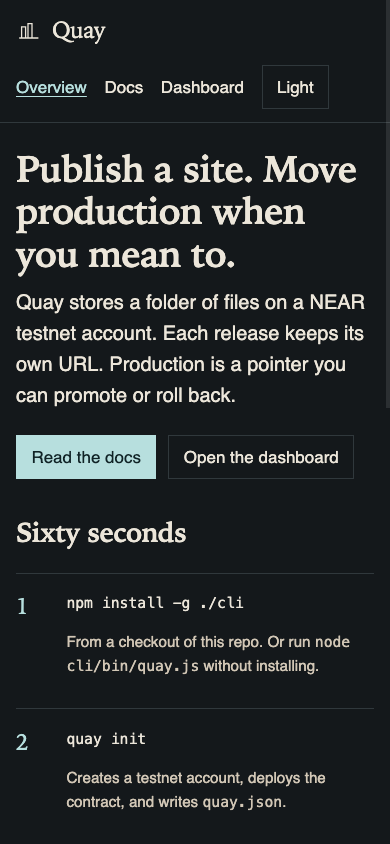 Quay
Overview Docs Dashboard Light
Publish a site. Move
production when
you mean to.
Quay stores a folder of files on a NEAR
testnet account. Each release keeps its
own URL. Production is a pointer you
can promote or roll back.
Read the docs Open the dashboard
Sixty seconds
1 npm install -g ./cli
From a checkout of this repo. Or run node
cli/bin/quay.js without installing.
2 quay init
Creates a testnet account, deploys the
contract, and writes quay.json.